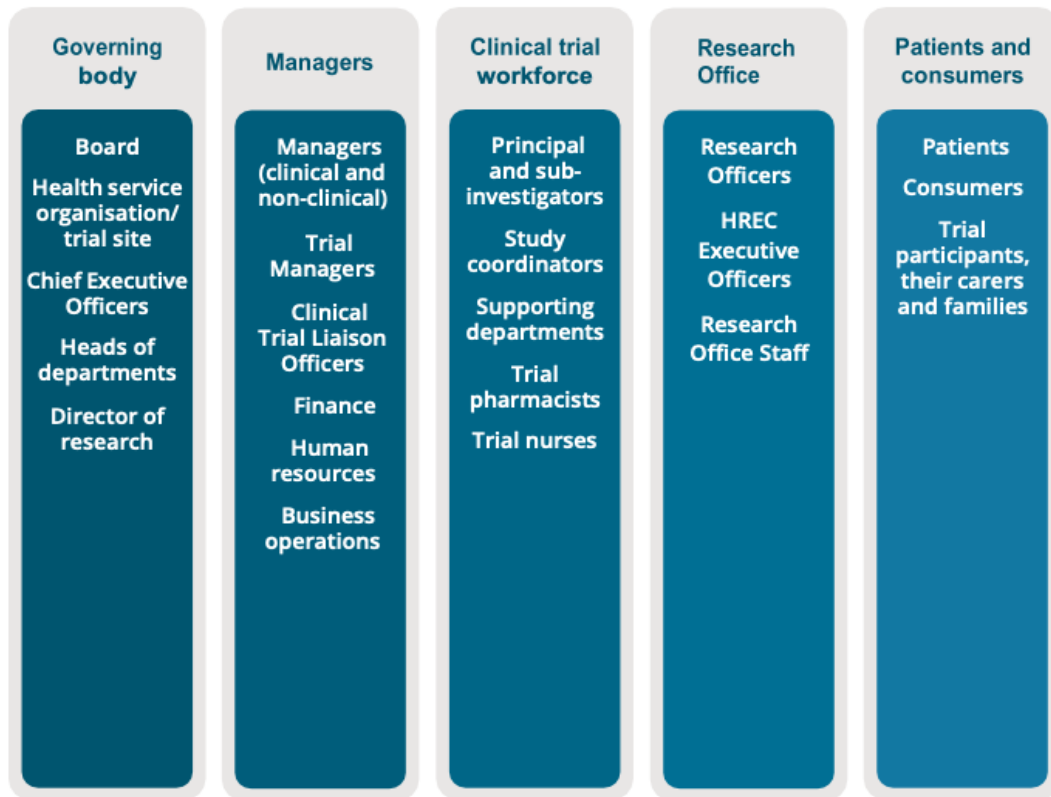 Governing
body
Board
Health service
organisation/
trial site
Chief Executive
Officers
Heads of
departments
Director of
research
Managers
Managers
(clinical and
non-clinical)
Trial
Managers
Clinical
Trial Liaison
Officers
Finance
Human
resources
Business
operations
Clinical trial
workforce
Principal
and sub-
investigators
Study
coordinators
Supporting
departments
Trial
pharmacists
Trial nurses
Research
Office
Research
Officers
HREC
Executive
Officers
Research
Office Staff
Patients and
consumers
Patients
Consumers
Trial
participants,
their carers
and families